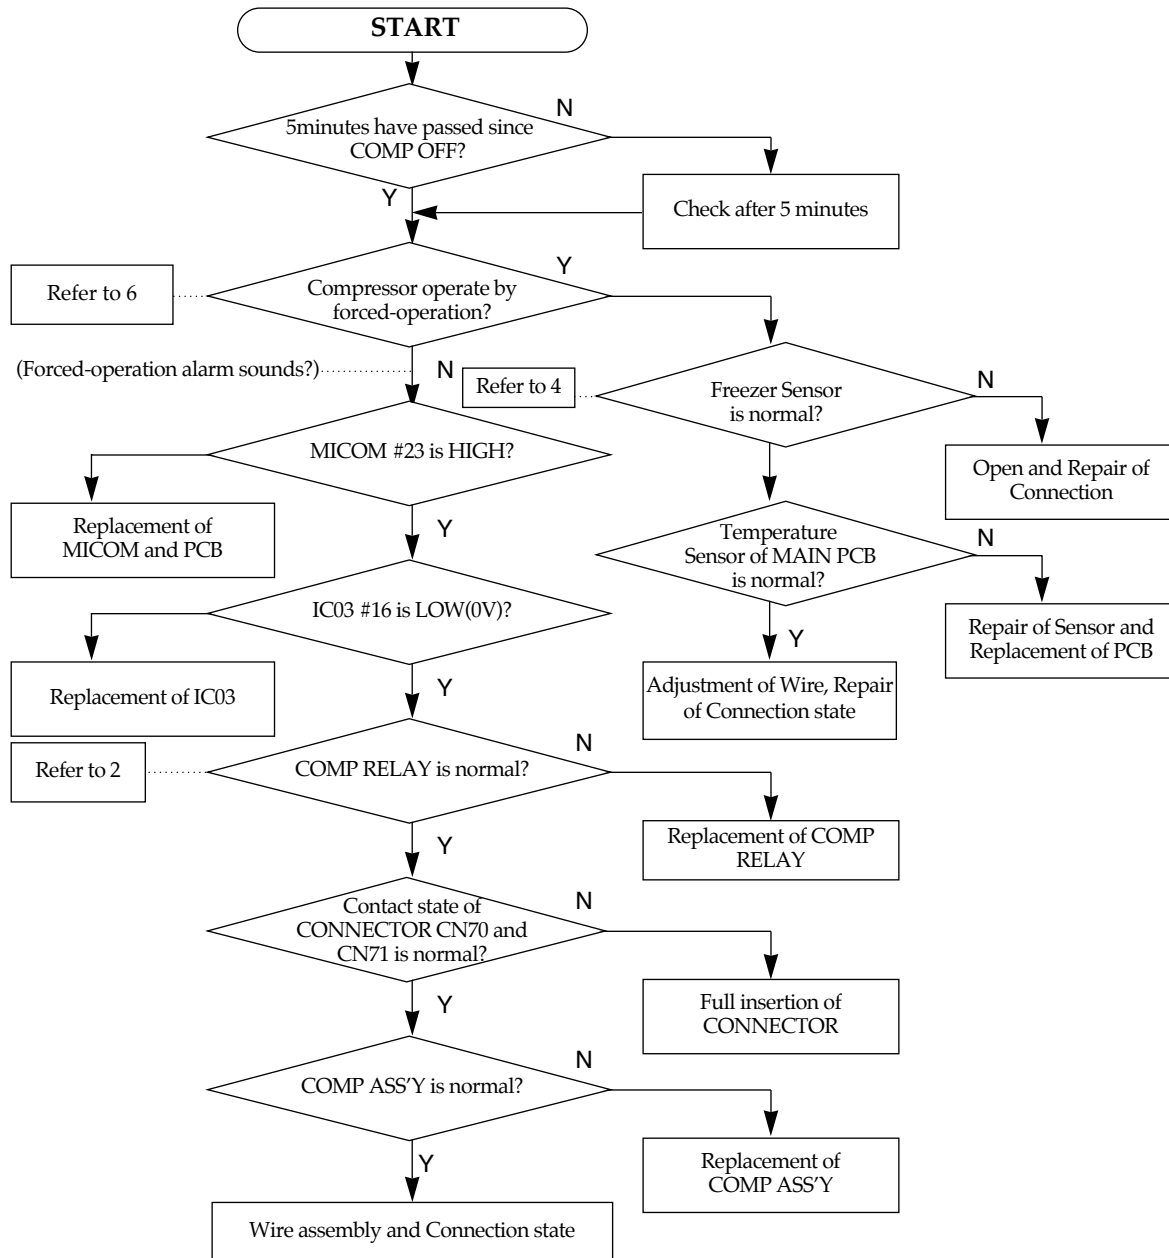 START
N
5minutes have passed since
COMP OFF?
Y
Check after 5 minutes
Y
Refer to 6
Compressor operate by
forced-operation?
(Forced-operation alarm sounds?)
N
Refer to 4
Freezer Sensor
is normal?
N
MICOM #23 is HIGH?
Open and Repair of
Connection
Replacement of
MICOM and PCB
Y
Temperature
Sensor of MAIN PCB
is normal?
N
IC03 #16 is LOW(0V)?
Repair of Sensor and
Replacement of PCB
Y
Replacement of IC03
Y
Adjustment of Wire, Repair
of Connection state
Refer to 2
COMP RELAY is normal?
N
Replacement of COMP
RELAY
Y
Contact state of
CONNECTOR CN70 and
CN71 is normal?
N
Full insertion of
CONNECTOR
Y
COMP ASS'Y is normal?
N
Replacement of
COMP ASS'Y
Y
Wire assembly and Connection state